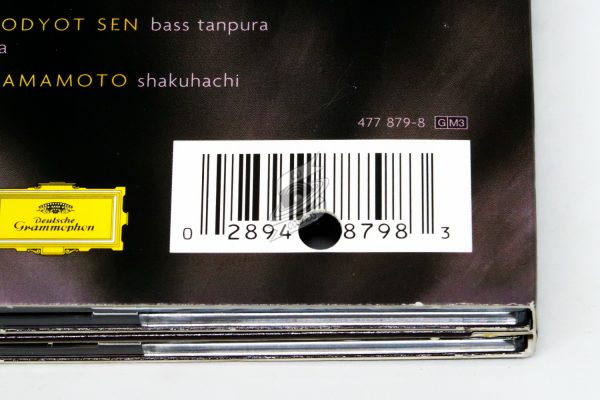 ODYOT SEN bass tanpura
a
AMAMOTO shakuhachi
477 879-8 GM3
Deutsche
Grammophon
0 2894 8798 3